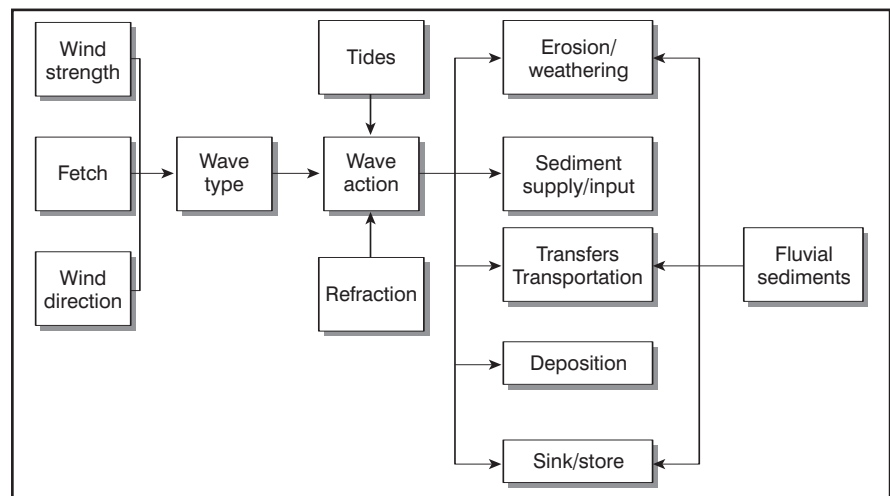 Wind
strength
Fetch
Wind
direction
Wave
type
Tides
Wave
action
Refraction
Erosion/
weathering
Sediment
supply/input
Transfers
Transportation
Deposition
Sink/store
Fluvial
sediments